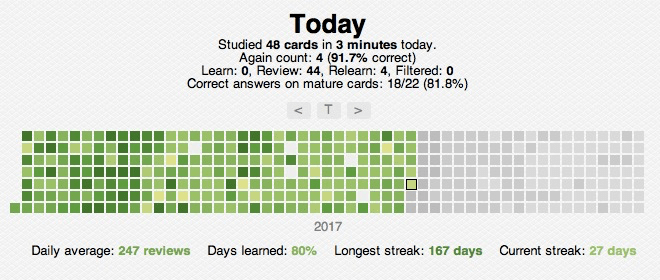 Today
Studied 48 cards in 3 minutes today.
Again count: 4 (91.7% correct)
Learn: 0, Review: 44, Relearn: 4, Filtered: 0
Correct answers on mature cards: 18/22 (81.8%)
< T >
2017
Daily average: 247 reviews Days learned: 80% Longest streak: 167 days Current streak: 27 days